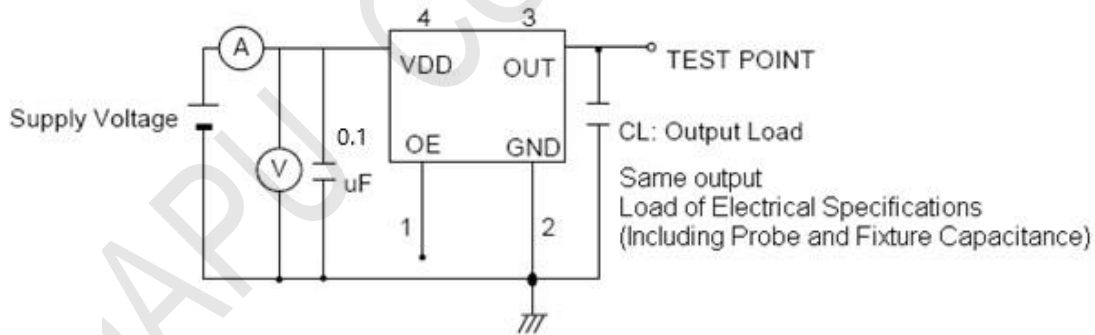 4 3
A
VDD OUT
TEST POINT
Supply Voltage
0.1
uF
V
OE GND
CL: Output Load
Same output
Load of Electrical Specifications
(Including Probe and Fixture Capacitance)
1 2